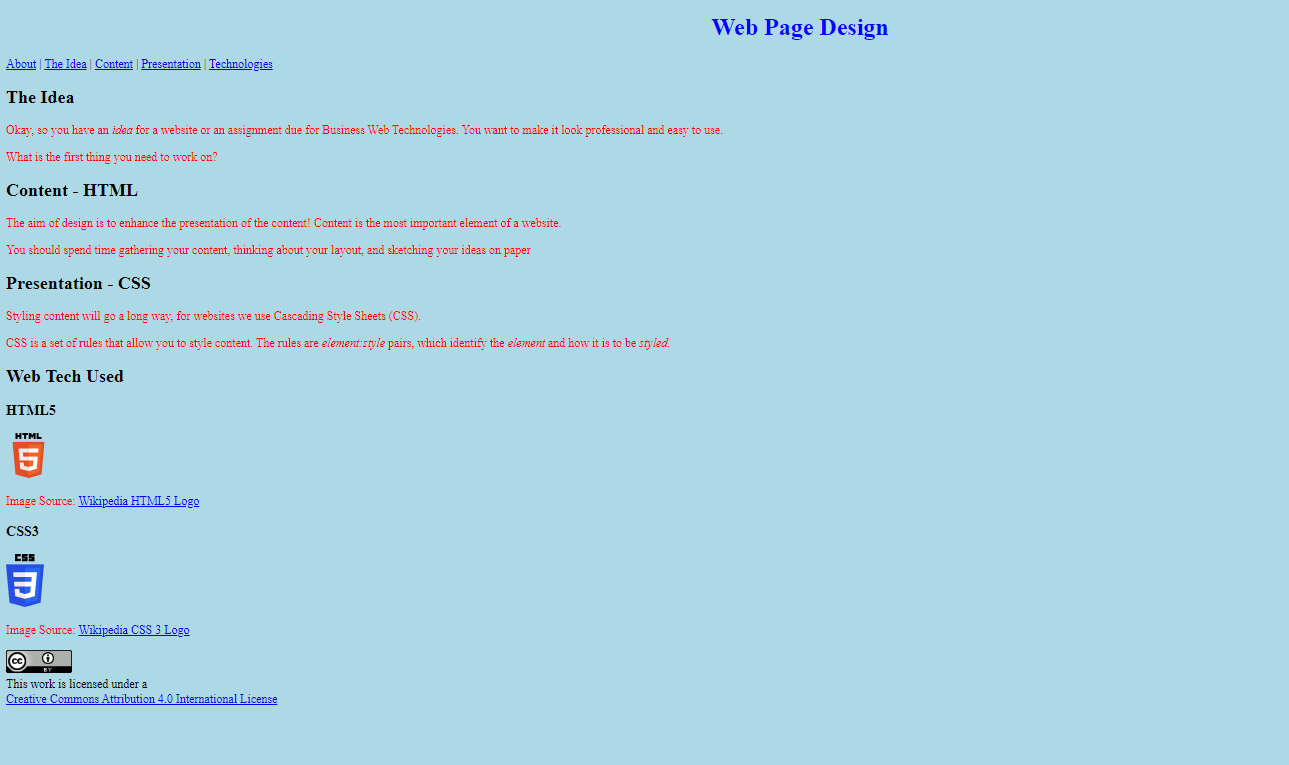 Web Page Design
About | The Idea | Content | Presentation | Technologies
The Idea
Okay, so you have an idea for a website or an assignment due for Business Web Technologies. You want to make it look professional and easy to use.
What is the first thing you need to work on?
Content - HTML
The aim of design is to enhance the presentation of the content! Content is the most important element of a website.
You should spend time gathering your content, thinking about your layout, and sketching your ideas on paper
Presentation - CSS
Styling content will go a long way, for websites we use Cascading Style Sheets (CSS).
CSS is a set of rules that allow you to style content. The rules are element:style pairs, which identify the element and how it is to be styled.
Web Tech Used
HTML5
HTML
5
Image Source: Wikipedia HTML5 Logo
CSS3
CSS
3
Image Source: Wikipedia CSS 3 Logo
cc
BY
This work is licensed under a
Creative Commons Attribution 4.0 International License